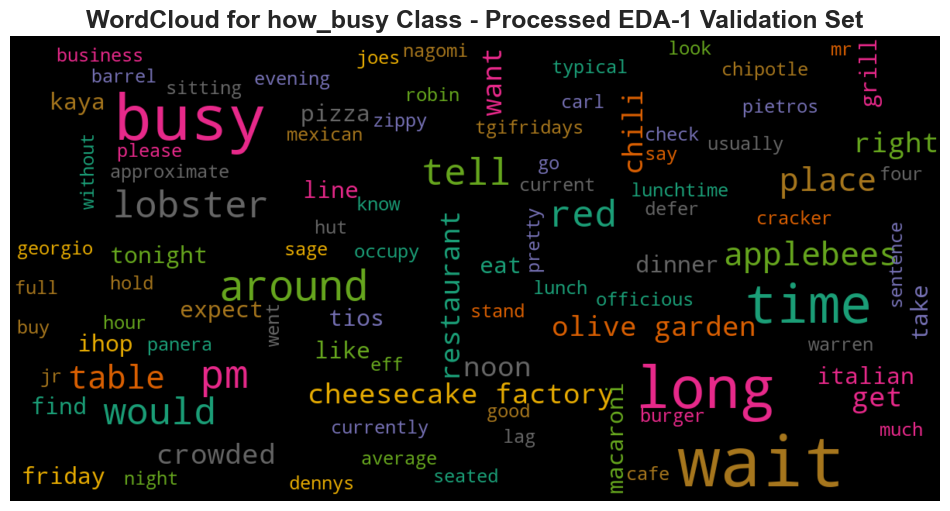 WordCloud for how_busy Class - Processed EDA-1 Validation Set
business
joes
nagomi
look
mr
barrel
sitting
evening
want
typical
chipotle
grill
kaya
busy
pizza
robin
carl
pietros
mexican
zippy
tgifridays
chili
check
usually
right
without
please
approximate
line
know
tell
go
current
say
lunchtime
place
four
lobster
hut
red
defer
cracker
georgio
tonight
sage
occupy
restaurant
eat
pretty
dinner
applebees
sentence
full
hold
around
lunch
officious
time
take
buy
hour
expect
went
tios
stand
olive garden
warren
ihop
panera
like
eff
noon
jr
table
pm
cheesecake factory
long
italian
find
would
good
macaroni
burger
get
crowded
currently
lag
much
friday
night
average
dennys
seated
cafe
wait